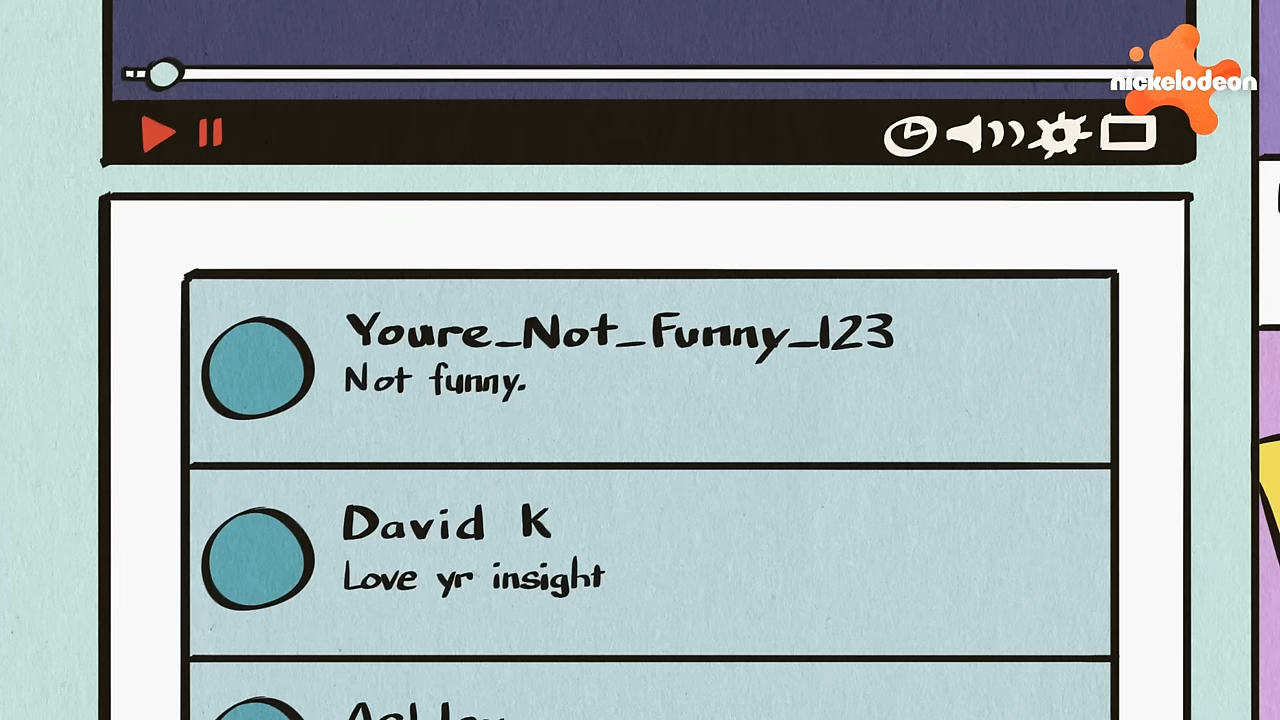 nickelodeon
Youre_Not_Funny_123
Not funny.
David K
Love yr insight